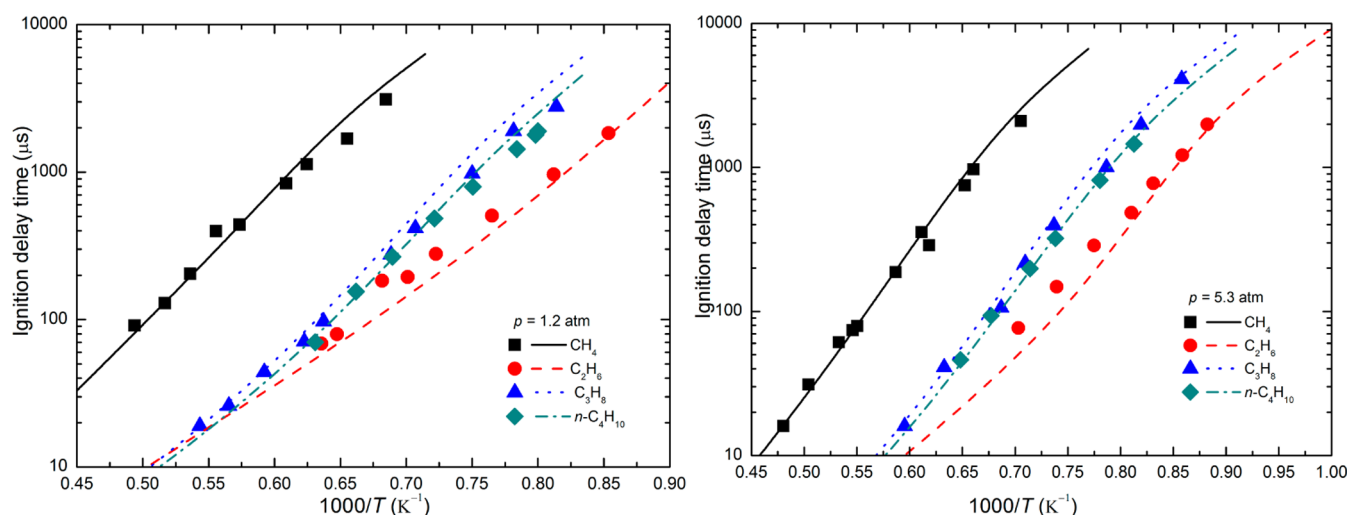 10000
1000
100
10
Ignition delay time (μs)
p = 1.2 atm
CH₄
C₂H₆
C₃H₈
n-C₄H₁₀
0.45 0.50 0.55 0.60 0.65 0.70 0.75 0.80 0.85 0.90
1000/T (K⁻¹)
10000
1000
100
10
Ignition delay time (μs)
p = 5.3 atm
CH₄
C₂H₆
C₃H₈
n-C₄H₁₀
0.45 0.50 0.55 0.60 0.65 0.70 0.75 0.80 0.85 0.90 0.95 1.00
1000/T (K⁻¹)